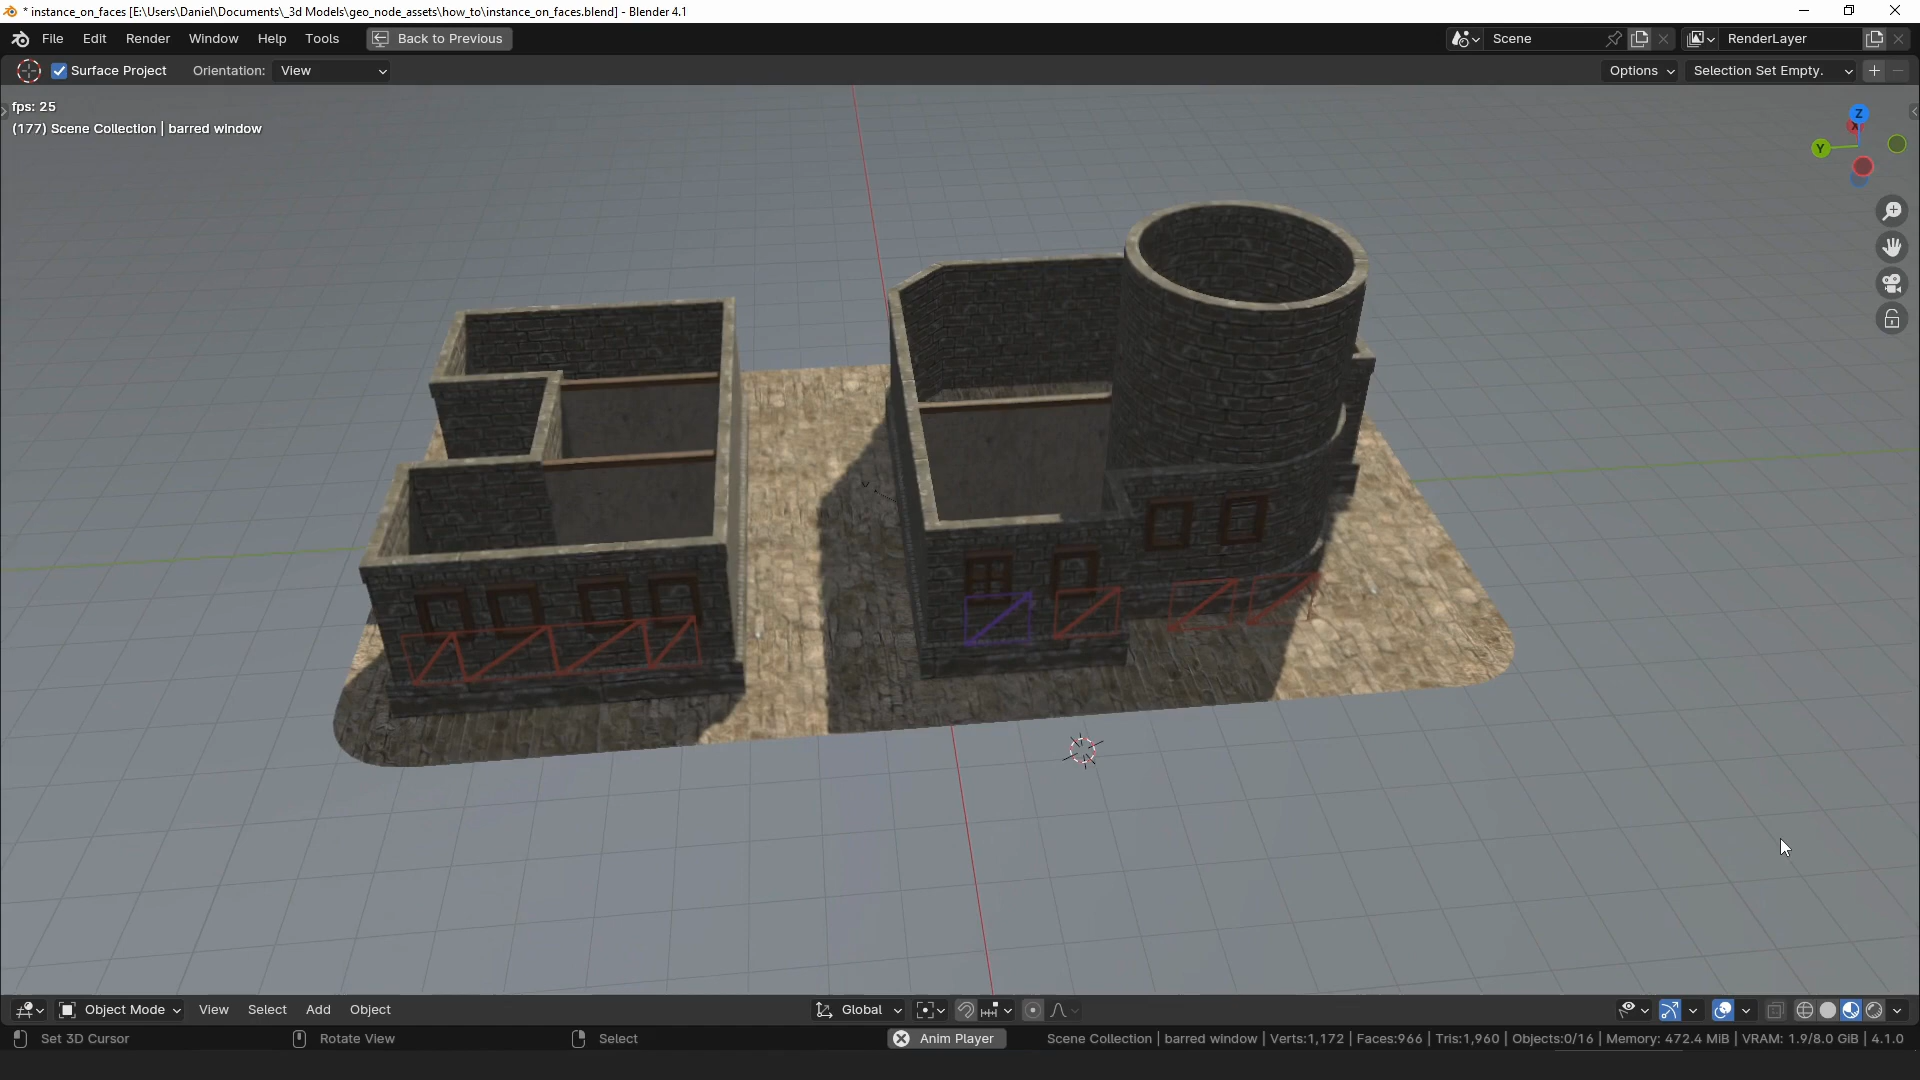 * instance_on_faces [E:\Users\Daniel\Documents\_3d Models\geo_node_assets\how_to\instance_on_faces.blend] - Blender 4.1
File Edit Render Window Help Tools Back to Previous Scene RenderLayer
Surface Project Orientation: View Options Selection Set Empty.
fps: 25
(177) Scene Collection | barred window
Z
X
Y
Object Mode View Select Add Object Global
Set 3D Cursor Rotate View Select Anim Player Scene Collection | barred window | Verts:1,172 | Faces:966 | Tris:1,960 | Objects:0/16 | Memory: 472.4 MiB | VRAM: 1.9/8.0 GiB | 4.1.0